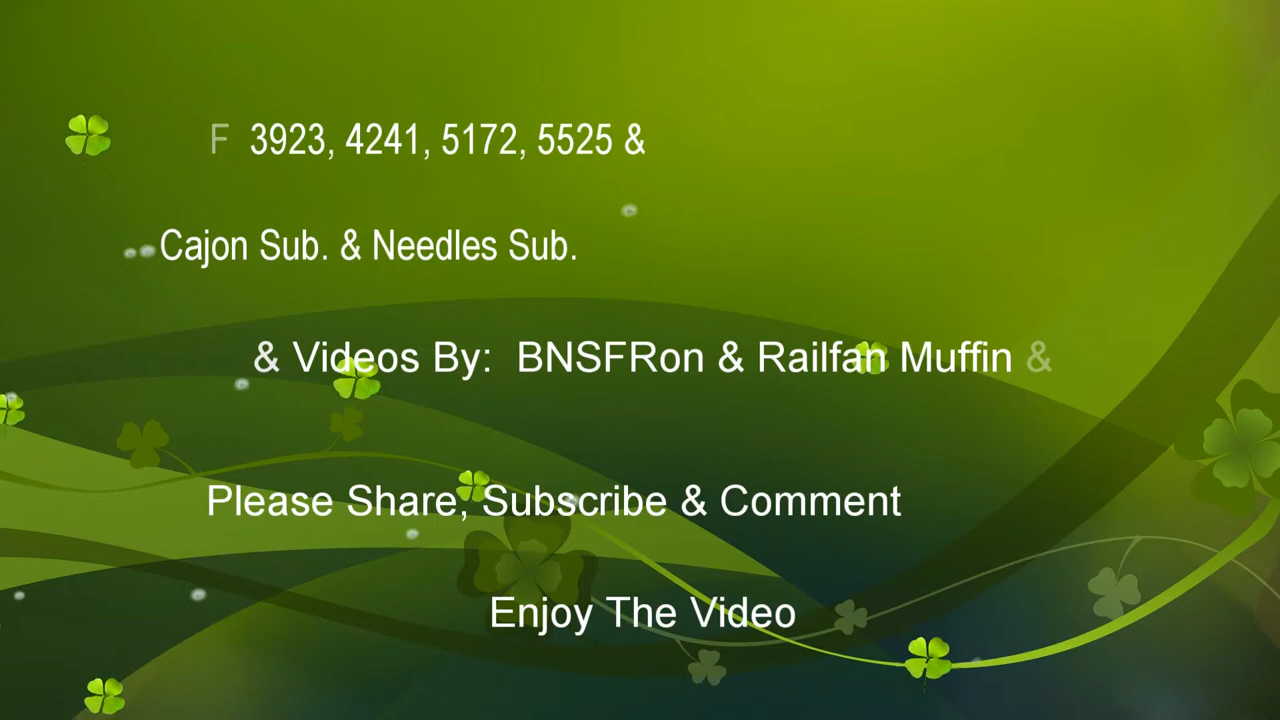 F 3923, 4241, 5172, 5525 &
Cajon Sub. & Needles Sub.
& Videos By: BNSFRon & Railfan Muffin &
Please Share, Subscribe & Comment
Enjoy The Video